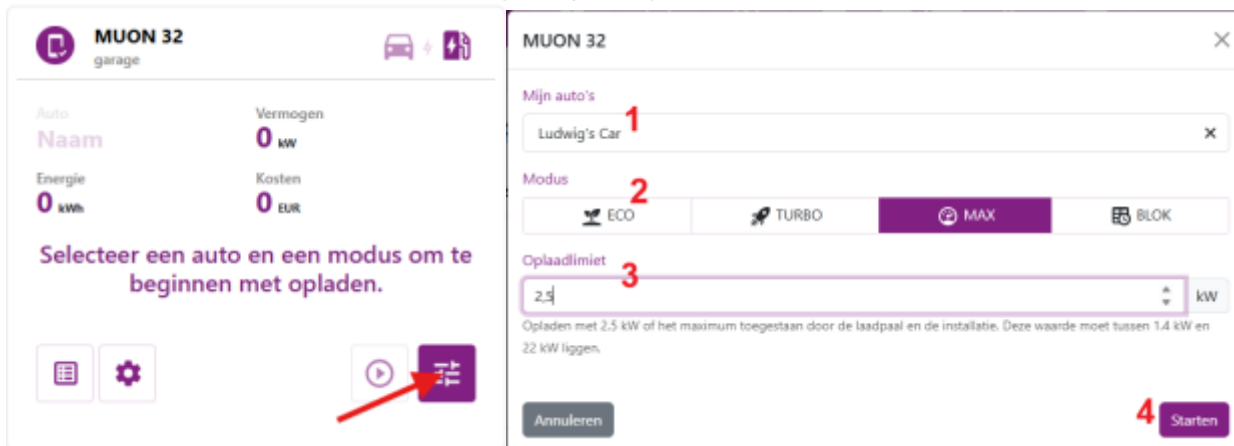 MUON 32
garage
Auto
Naam
Vermogen
0 kW
Energie
0 kWh
Kosten
0 EUR
Selecteer een auto en een modus om te
beginnen met opladen.
MUON 32
Mijn auto's
1
Ludwig's Car
Modus
2
ECO
TURBO
MAX
BLOK
Oplaadlimiet
3
2,5
kW
Opladen met 2.5 kW of het maximum toegestaan door de laadpaal en de installatie. Deze waarde moet tussen 1.4 kW en
22 kW liggen.
Annuleren
4
Starten